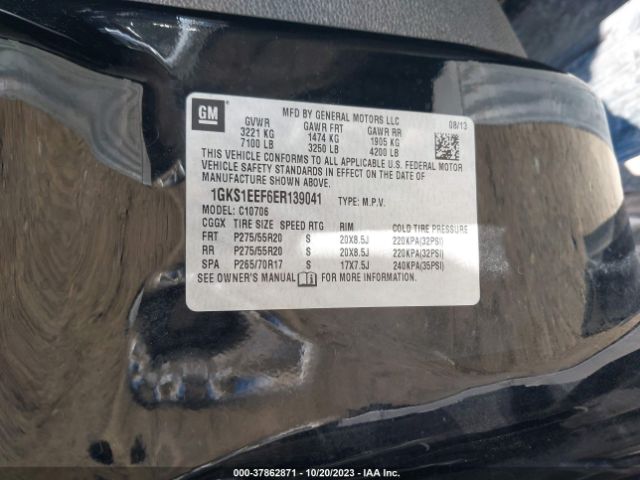 GM
MFD BY GENERAL MOTORS LLC
08/13
GVWR GAWR FRT GAWR RR
3221 KG 1474 KG 1905 KG
7100 LB 3250 LB 4200 LB
THIS VEHICLE CONFORMS TO ALL APPLICABLE U.S. FEDERAL MOTOR
VEHICLE SAFETY STANDARDS IN EFFECT ON THE DATE OF
MANUFACTURE SHOWN ABOVE.
1GKS1EEF6ER139041 TYPE: M.P.V.
MODEL: C10706
CGGX TIRE SIZE SPEED RTG RIM COLD TIRE PRESSURE
FRT P275/55R20 S 20X8.5J 220KPA(32PSI)
RR P275/55R20 S 20X8.5J 220KPA(32PSI)
SPA P265/70R17 S 17X7.5J 240KPA(35PSI)
SEE OWNER'S MANUAL FOR MORE INFORMATION.
000-37862871 - 10/20/2023 - IAA Inc.